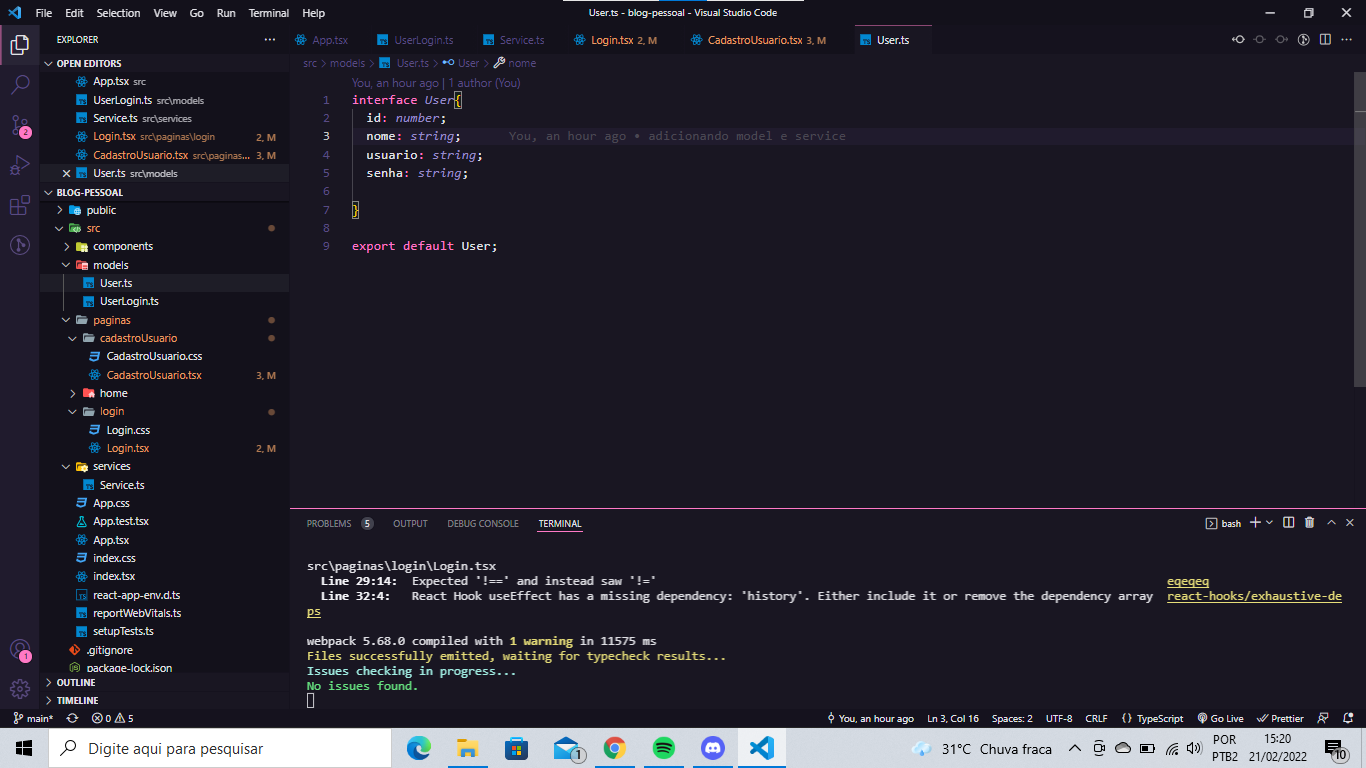 File Edit Selection View Go Run Terminal Help
User.ts - blog-pessoal - Visual Studio Code
EXPLORER
App.tsx UserLogin.ts Service.ts Login.tsx 2, M CadastroUsuario.tsx 3, M User.ts
OPEN EDITORS
App.tsx src
UserLogin.ts src\models
Service.ts src\services
Login.tsx src\paginas\login 2, M
CadastroUsuario.tsx src\paginas... 3, M
User.ts src\models
BLOG-PESSOAL
public
src
components
models
User.ts
UserLogin.ts
paginas
cadastroUsuario
CadastroUsuario.css
CadastroUsuario.tsx 3, M
home
login
Login.css
Login.tsx 2, M
services
Service.ts
App.css
App.test.tsx
App.tsx
index.css
index.tsx
react-app-env.d.ts
reportWebVitals.ts
setupTests.ts
.gitignore
package-lock.json
OUTLINE
TIMELINE
2
1
src > models > User.ts > User > nome
You, an hour ago | 1 author (You)
1 interface User{
2 id: number;
3 nome: string; You, an hour ago • adicionando model e service
4 usuario: string;
5 senha: string;
6
7 }
8
9 export default User;
PROBLEMS 5 OUTPUT DEBUG CONSOLE TERMINAL
bash
src\paginas\login\Login.tsx
Line 29:14: Expected '!==' and instead saw '!=' eqeqeq
Line 32:4: React Hook useEffect has a missing dependency: 'history'. Either include it or remove the dependency array react-hooks/exhaustive-de
ps
webpack 5.68.0 compiled with 1 warning in 11575 ms
Files successfully emitted, waiting for typecheck results...
Issues checking in progress...
No issues found.
main* 0 5
You, an hour ago Ln 3, Col 16 Spaces: 2 UTF-8 CRLF {} TypeScript Go Live Prettier
Digite aqui para pesquisar
1
31°C Chuva fraca
POR
PTB2
15:20
21/02/2022
10